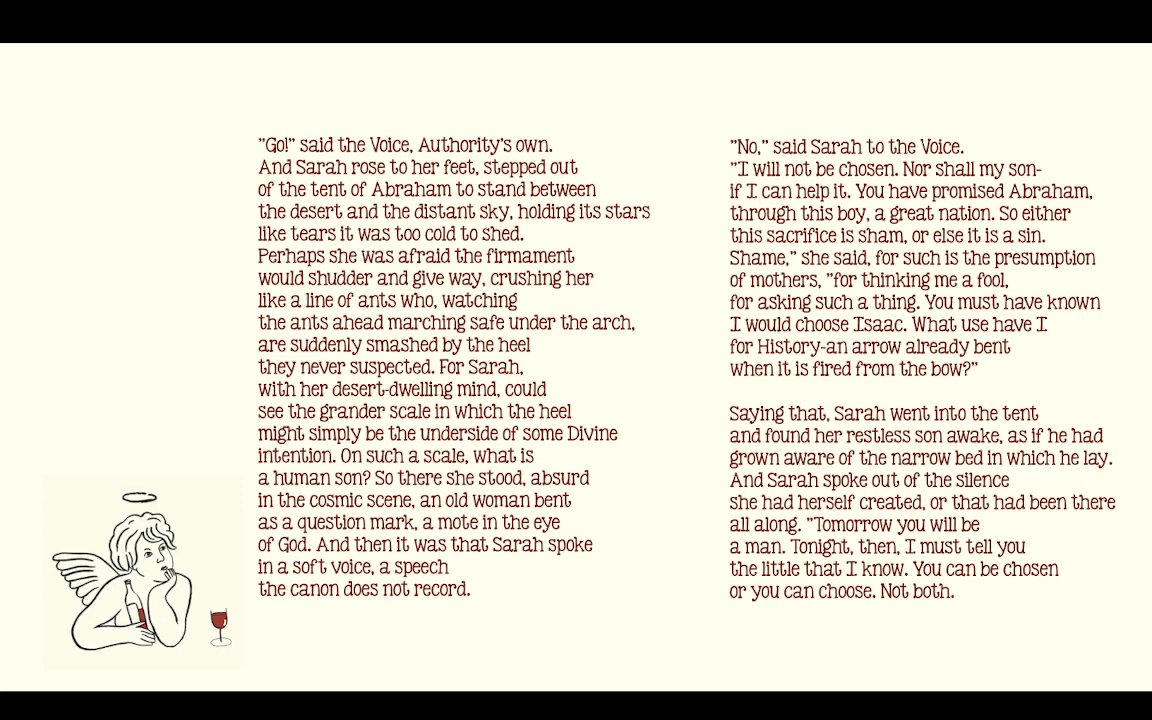 "Go!" said the Voice, Authority's own.
And Sarah rose to her feet, stepped out
of the tent of Abraham to stand between
the desert and the distant sky, holding its stars
like tears it was too cold to shed.
Perhaps she was afraid the firmament
would shudder and give way, crushing her
like a line of ants who, watching
the ants ahead marching safe under the arch,
are suddenly smashed by the heel
they never suspected. For Sarah,
with her desert-dwelling mind, could
see the grander scale in which the heel
might simply be the underside of some Divine
intention. On such a scale, what is
a human son? So there she stood, absurd
in the cosmic scene, an old woman bent
as a question mark, a mote in the eye
of God. And then it was that Sarah spoke
in a soft voice, a speech
the canon does not record.
"No," said Sarah to the Voice.
"I will not be chosen. Nor shall my son-
if I can help it. You have promised Abraham,
through this boy, a great nation. So either
this sacrifice is sham, or else it is a sin.
Shame," she said, for such is the presumption
of mothers, "for thinking me a fool,
for asking such a thing. You must have known
I would choose Isaac. What use have I
for History-an arrow already bent
when it is fired from the bow?"
Saying that, Sarah went into the tent
and found her restless son awake, as if he had
grown aware of the narrow bed in which he lay.
And Sarah spoke out of the silence
she had herself created, or that had been there
all along. "Tomorrow you will be
a man. Tonight, then, I must tell you
the little that I know. You can be chosen
or you can choose. Not both.